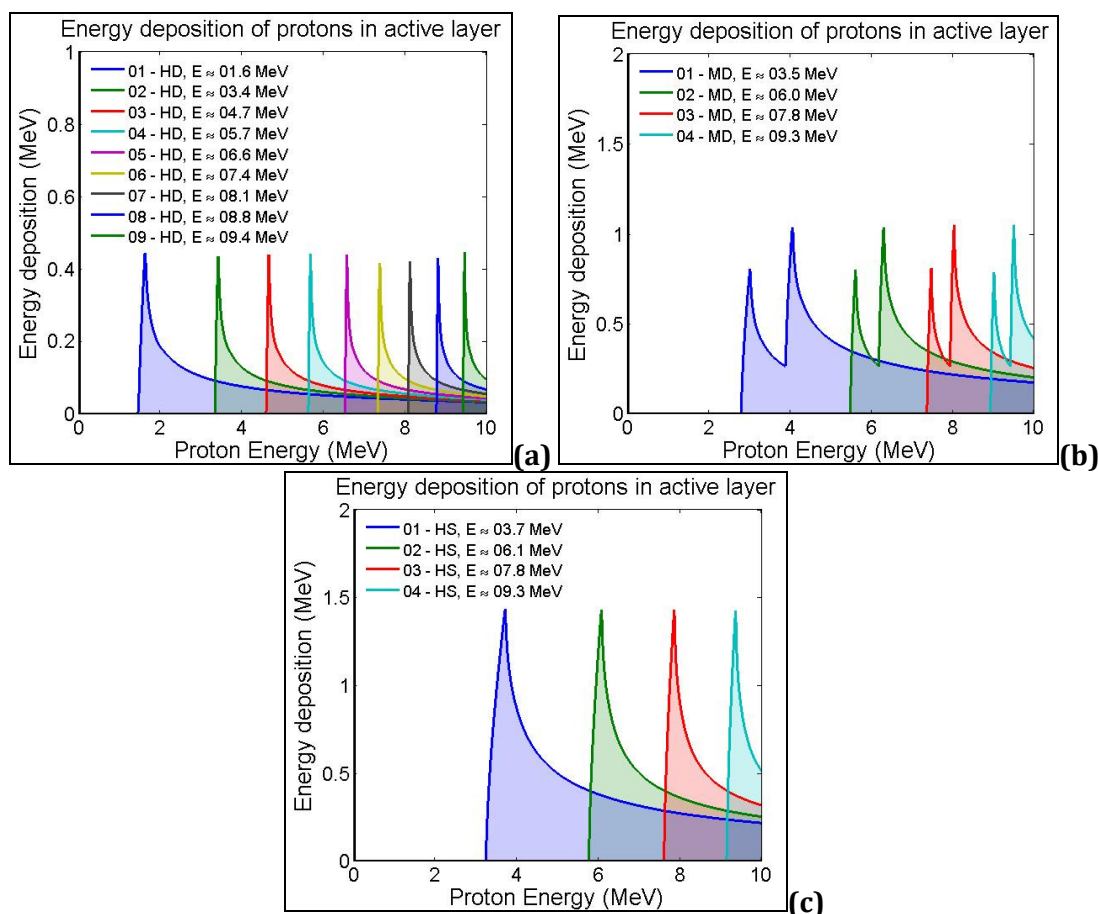 Energy deposition of protons in active layer
1
0.8
0.6
0.4
0.2
0
Energy deposition (MeV)
01 - HD, E ≈ 01.6 MeV
02 - HD, E ≈ 03.4 MeV
03 - HD, E ≈ 04.7 MeV
04 - HD, E ≈ 05.7 MeV
05 - HD, E ≈ 06.6 MeV
06 - HD, E ≈ 07.4 MeV
07 - HD, E ≈ 08.1 MeV
08 - HD, E ≈ 08.8 MeV
09 - HD, E ≈ 09.4 MeV
0 2 4 6 8 10
Proton Energy (MeV)
(a)
Energy deposition of protons in active layer
2
1.5
1
0.5
0
Energy deposition (MeV)
01 - MD, E ≈ 03.5 MeV
02 - MD, E ≈ 06.0 MeV
03 - MD, E ≈ 07.8 MeV
04 - MD, E ≈ 09.3 MeV
0 2 4 6 8 10
Proton Energy (MeV)
(b)
Energy deposition of protons in active layer
2
1.5
1
0.5
0
Energy deposition (MeV)
01 - HS, E ≈ 03.7 MeV
02 - HS, E ≈ 06.1 MeV
03 - HS, E ≈ 07.8 MeV
04 - HS, E ≈ 09.3 MeV
0 2 4 6 8 10
Proton Energy (MeV)
(c)